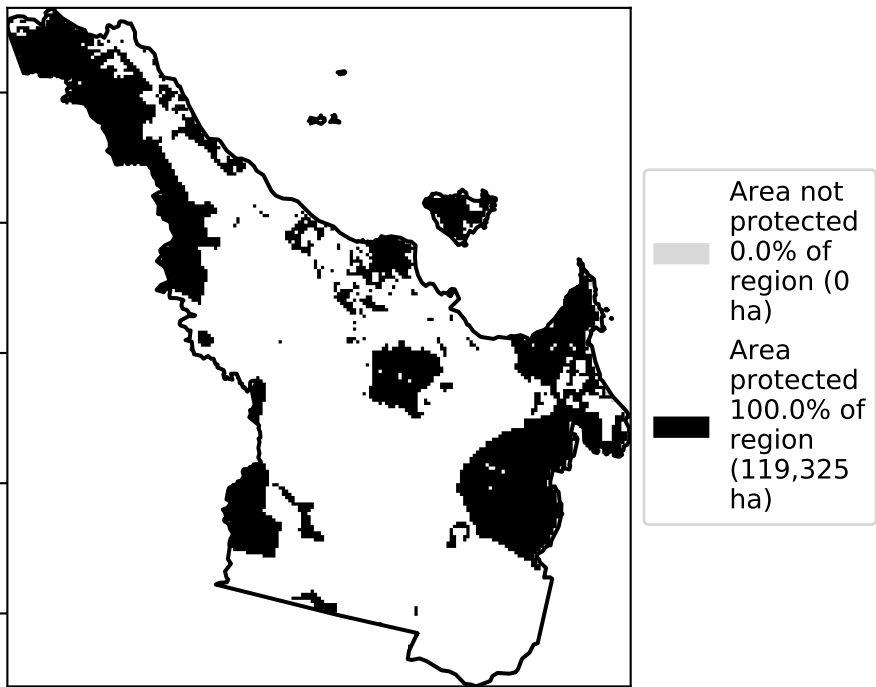 Area not
protected
0.0% of
region (0
ha)
Area
protected
100.0% of
region
(119,325
ha)